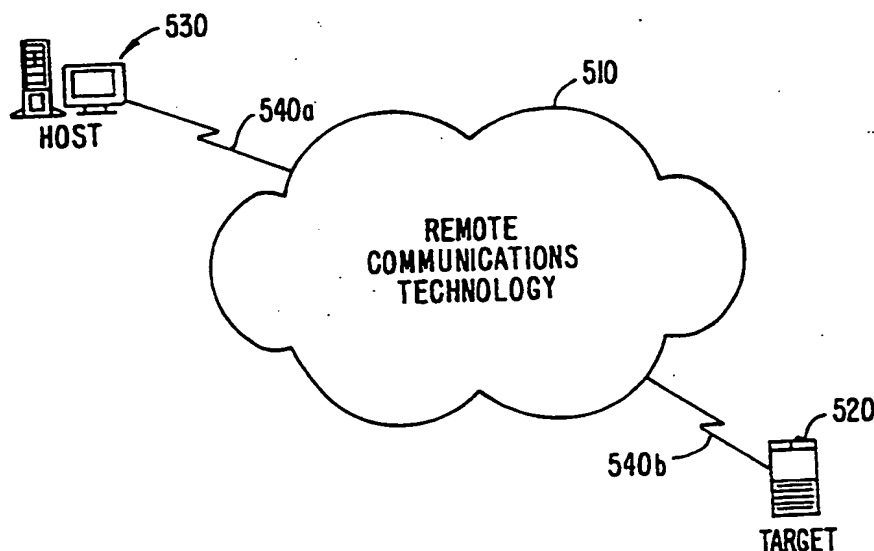 530
HOST
540a
510
REMOTE
COMMUNICATIONS
TECHNOLOGY
520
540b
TARGET